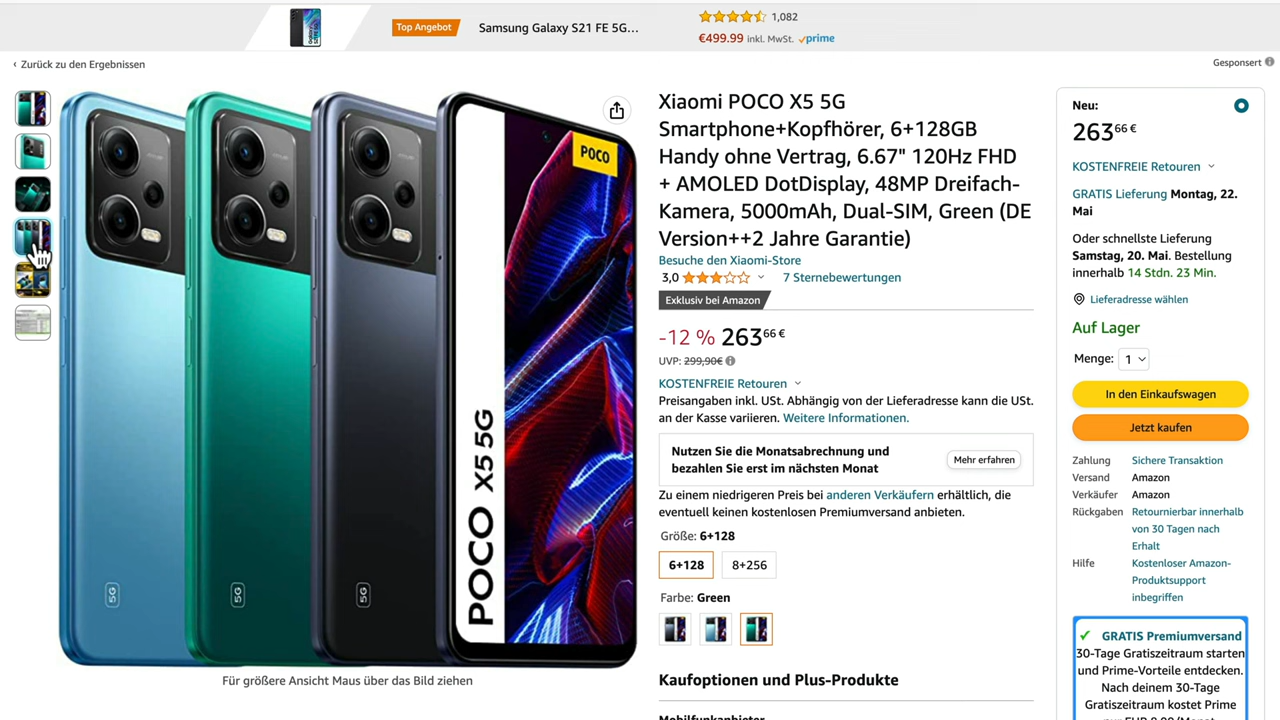 Top Angebot
Samsung Galaxy S21 FE 5G...
1,082
€499.99 inkl. MwSt. prime
‹ Zurück zu den Ergebnissen
Gesponsert
POCO
POCO X5 5G
5G
5G
5G
Für größere Ansicht Maus über das Bild ziehen
Xiaomi POCO X5 5G
Smartphone+Kopfhörer, 6+128GB
Handy ohne Vertrag, 6.67" 120Hz FHD
+ AMOLED DotDisplay, 48MP Dreifach-
Kamera, 5000mAh, Dual-SIM, Green (DE
Version++2 Jahre Garantie)
Besuche den Xiaomi-Store
3,0 7 Sternebewertungen
Exklusiv bei Amazon
-12 % 263 66 €
UVP: 299,90€
KOSTENFREIE Retouren
Preisangaben inkl. USt. Abhängig von der Lieferadresse kann die USt.
an der Kasse variieren. Weitere Informationen.
Nutzen Sie die Monatsabrechnung und
bezahlen Sie erst im nächsten Monat
Mehr erfahren
Zu einem niedrigeren Preis bei anderen Verkäufern erhältlich, die
eventuell keinen kostenlosen Premiumversand anbieten.
Größe: 6+128
6+128 8+256
Farbe: Green
Kaufoptionen und Plus-Produkte
Mobilfunkanbieter
Neu:
263 66 €
KOSTENFREIE Retouren
GRATIS Lieferung Montag, 22.
Mai
Oder schnellste Lieferung
Samstag, 20. Mai. Bestellung
innerhalb 14 Stdn. 23 Min.
Lieferadresse wählen
Auf Lager
Menge: 1
In den Einkaufswagen
Jetzt kaufen
Zahlung Sichere Transaktion
Versand Amazon
Verkäufer Amazon
Rückgaben Retournierbar innerhalb
von 30 Tagen nach
Erhalt
Hilfe Kostenloser Amazon-
Produktsupport
inbegriffen
GRATIS Premiumversand
30-Tage Gratiszeitraum starten
und Prime-Vorteile entdecken.
Nach deinem 30-Tage
Gratiszeitraum kostet Prime